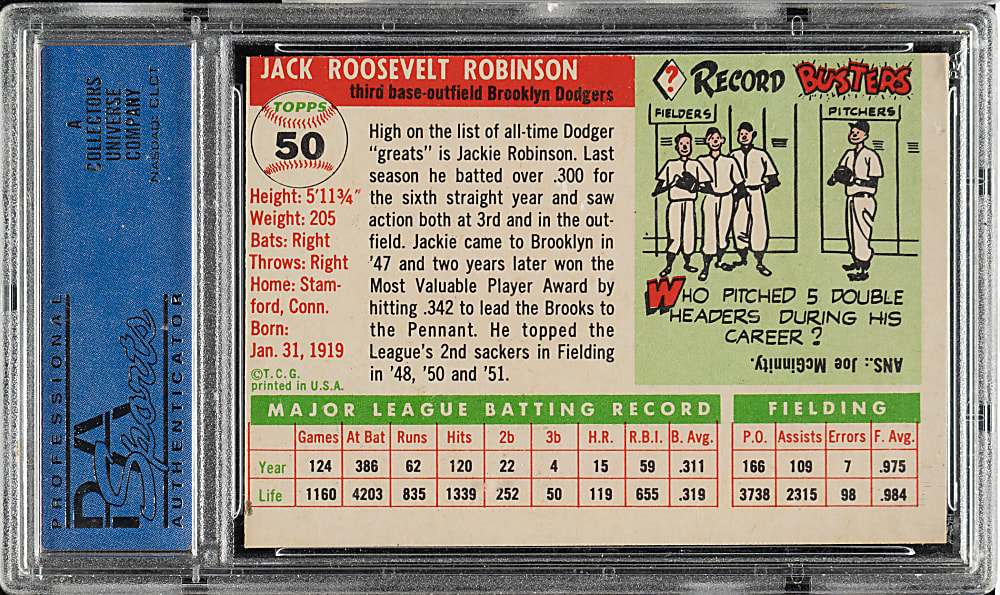 A
COLLECTORS
UNIVERSE
COMPANY
NASDAQ: CLCT
PROFESSIONAL
PSA
Sports
AUTHENTICATOR
JACK ROOSEVELT ROBINSON
third base-outfield Brooklyn Dodgers
TOPPS
50
Height: 5'11¾"
Weight: 205
Bats: Right
Throws: Right
Home: Stam-
ford, Conn.
Born:
Jan. 31, 1919
©T.C.G.
printed in U.S.A.
High on the list of all-time Dodger
"greats" is Jackie Robinson. Last
season he batted over .300 for
the sixth straight year and saw
action both at 3rd and in the out-
field. Jackie came to Brooklyn in
'47 and two years later won the
Most Valuable Player Award by
hitting .342 to lead the Brooks to
the Pennant. He topped the
League's 2nd sackers in Fielding
in '48, '50 and '51.
? RECORD BUSTERS
FIELDERS PITCHERS
WHO PITCHED 5 DOUBLE
HEADERS DURING HIS
CAREER?
ANS.: Joe McGinnity.
MAJOR LEAGUE BATTING RECORD FIELDING
Games At Bat Runs Hits 2b 3b H.R. R.B.I. B. Avg. P.O. Assists Errors F. Avg.
Year 124 386 62 120 22 4 15 59 .311 166 109 7 .975
Life 1160 4203 835 1339 252 50 119 655 .319 3738 2315 98 .984